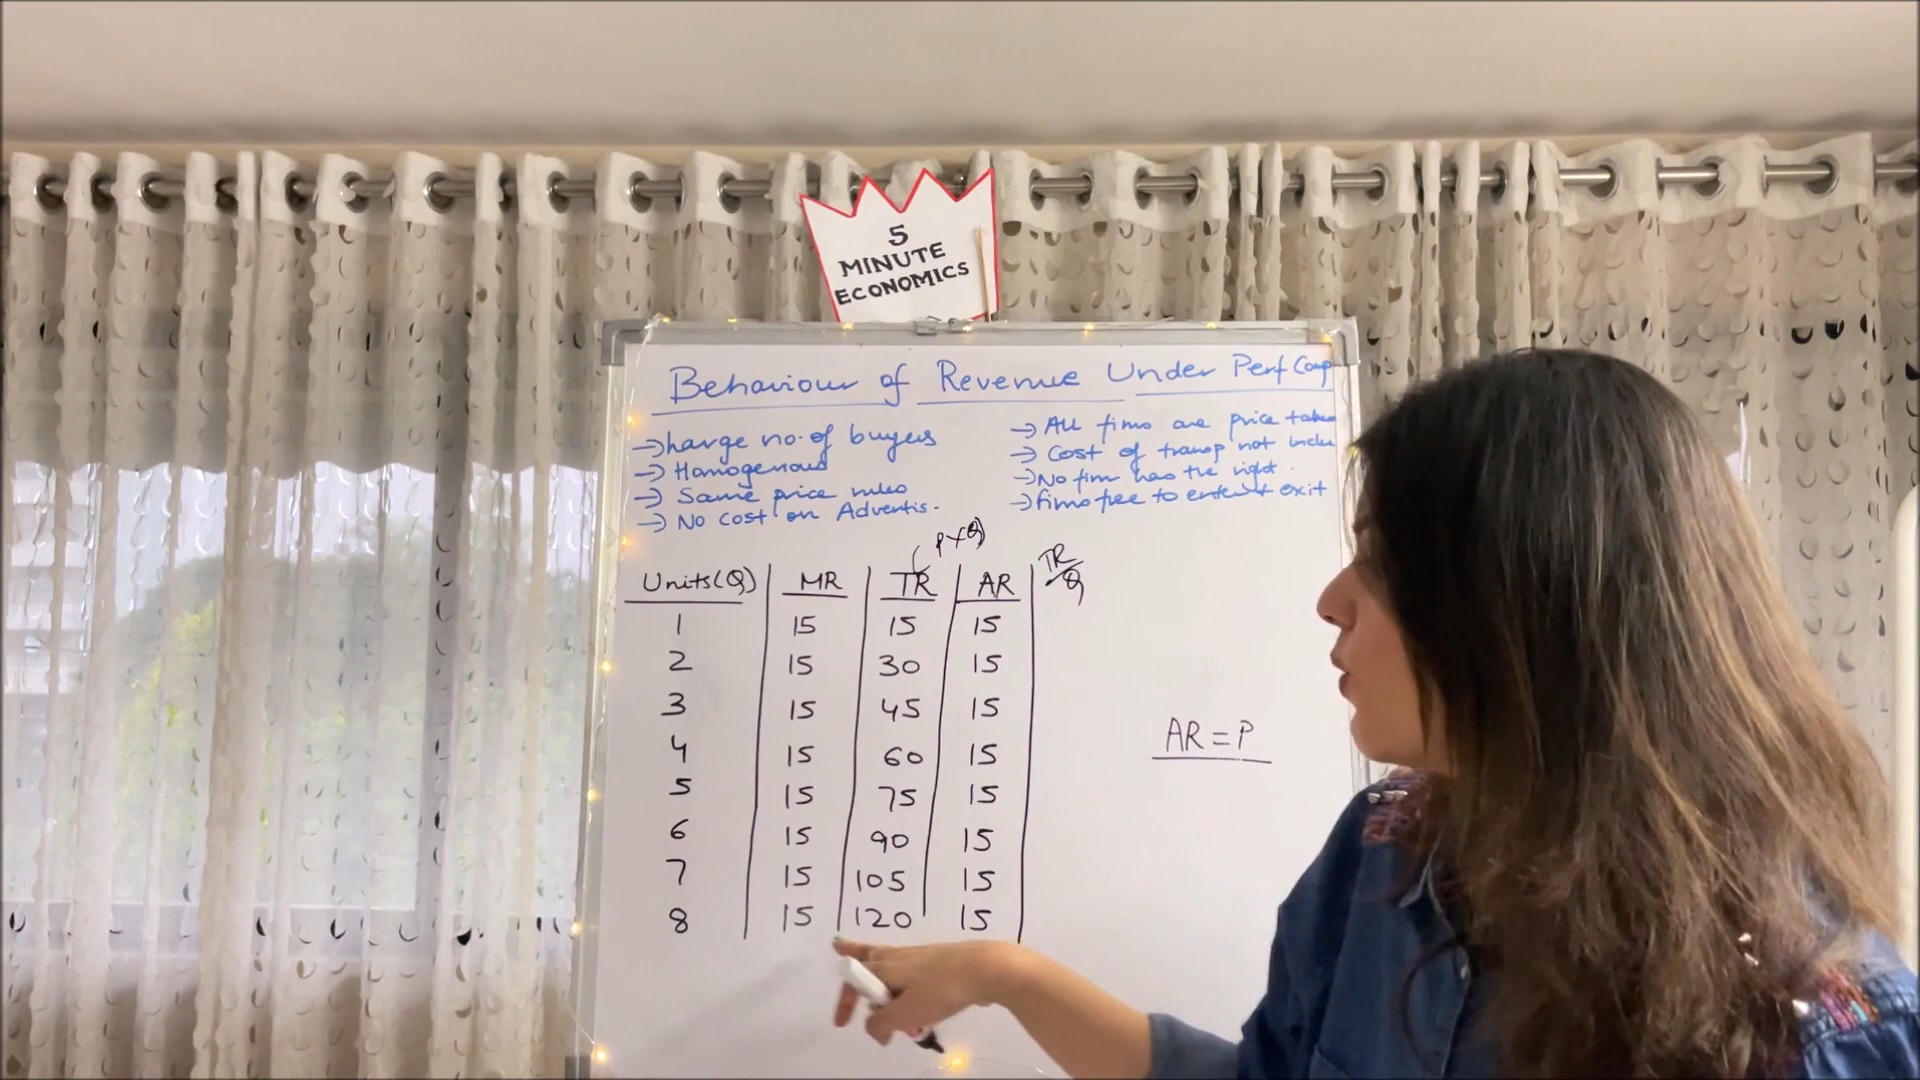 5
MINUTE
ECONOMICS
Behaviour of Revenue Under Perf Comp
→ Large no. of buyers
→ Homogenous
→ Same price rules
→ No cost on Advertis.
→ All firms are price take
→ Cost of transp not inclu
→ No firm has the right.
→ firms free to enter & exit
(P×Q)
TR/Q
Units(Q) MR TR AR
1 15 15 15
2 15 30 15
3 15 45 15
4 15 60 15
5 15 75 15
6 15 90 15
7 15 105 15
8 15 120 15
AR = P